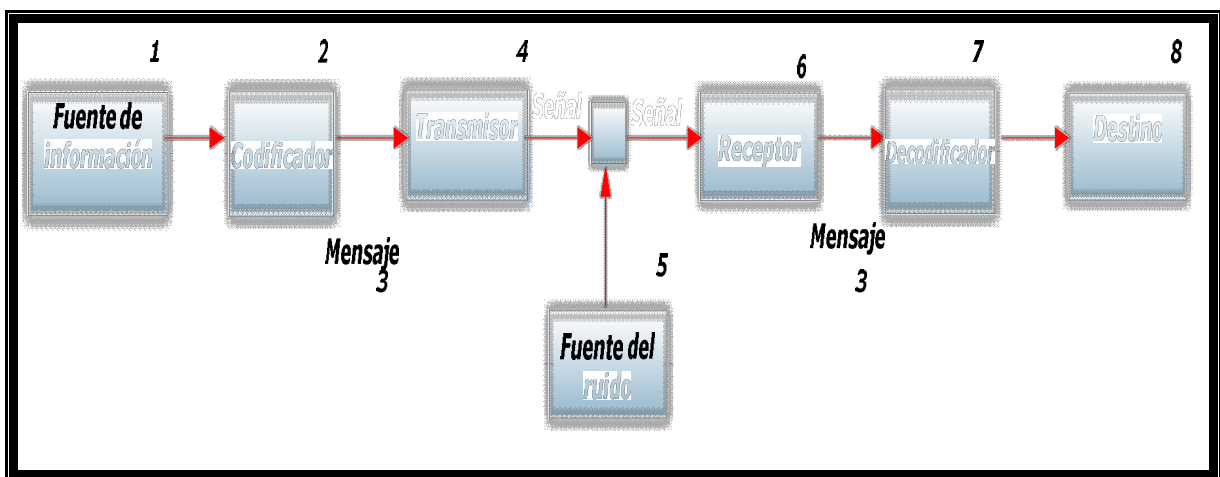 1
2
4
6
7
8
Fuente de
información
Codificador
Transmisor
Señal
Señal
Receptor
Decodificador
Destino
Mensaje
3
Mensaje
3
5
Fuente del
ruido